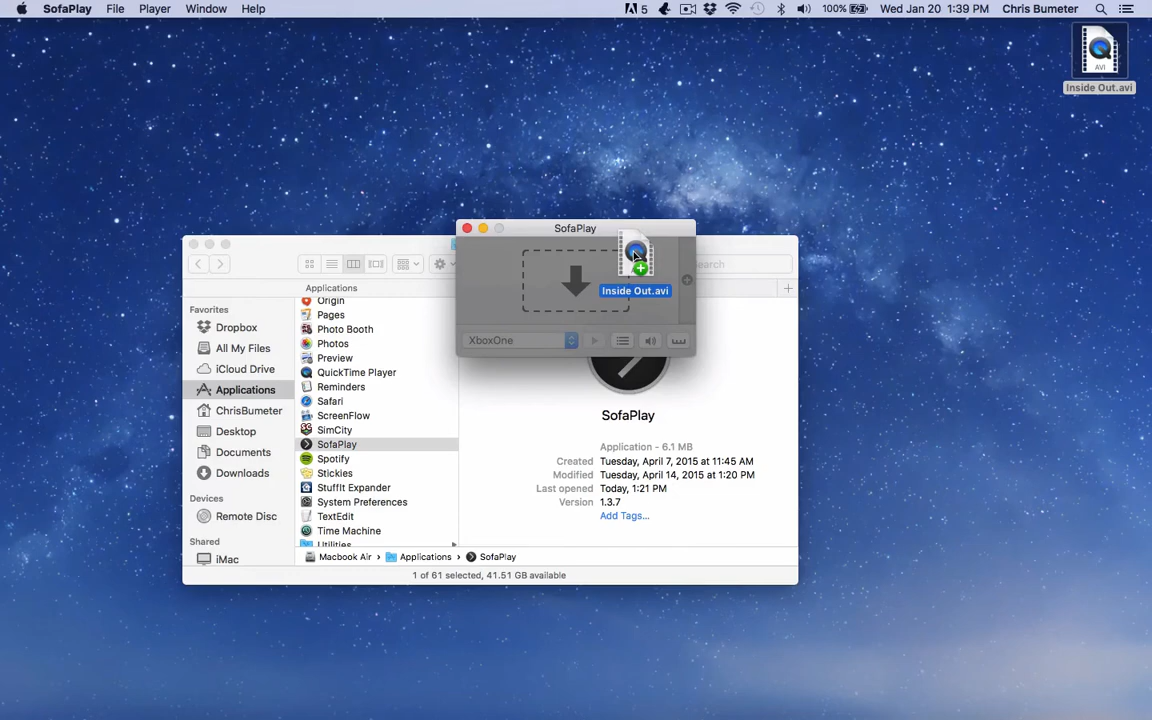 SofaPlay File Player Window Help 5 100% Wed Jan 20 1:39 PM Chris Bumeter
AVI
Inside Out.avi
SofaPlay
Inside Out.avi
XboxOne
earch
Applications
Favorites
Dropbox
All My Files
iCloud Drive
Applications
ChrisBumeter
Desktop
Documents
Downloads
Devices
Remote Disc
Shared
iMac
Origin
Pages
Photo Booth
Photos
Preview
QuickTime Player
Reminders
Safari
ScreenFlow
SimCity
SofaPlay
Spotify
Stickies
StuffIt Expander
System Preferences
TextEdit
Time Machine
Utilities
SofaPlay
Application - 6.1 MB
Created Tuesday, April 7, 2015 at 11:45 AM
Modified Tuesday, April 14, 2015 at 1:20 PM
Last opened Today, 1:21 PM
Version 1.3.7
Add Tags...
Macbook Air Applications SofaPlay
1 of 61 selected, 41.51 GB available